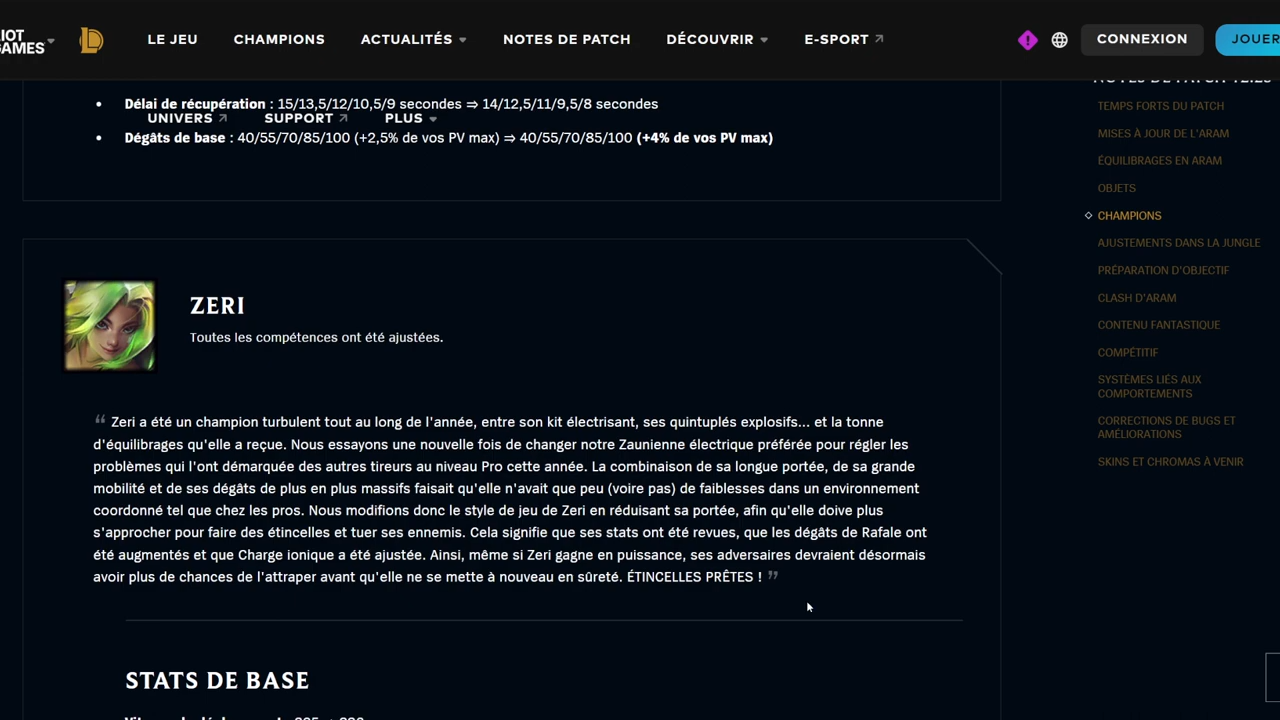 IOT
GAMES
LE JEU
CHAMPIONS
ACTUALITÉS
NOTES DE PATCH
DÉCOUVRIR
E-SPORT
CONNEXION
JOUER
UNIVERS
SUPPORT
PLUS
Délai de récupération : 15/13,5/12/10,5/9 secondes ⇒ 14/12,5/11/9,5/8 secondes
Dégâts de base : 40/55/70/85/100 (+2,5% de vos PV max) ⇒ 40/55/70/85/100 (+4% de vos PV max)
ZERI
Toutes les compétences ont été ajustées.
“ Zeri a été un champion turbulent tout au long de l'année, entre son kit électrisant, ses quintuplés explosifs... et la tonne
d'équilibrages qu'elle a reçue. Nous essayons une nouvelle fois de changer notre Zaunienne électrique préférée pour régler les
problèmes qui l'ont démarquée des autres tireurs au niveau Pro cette année. La combinaison de sa longue portée, de sa grande
mobilité et de ses dégâts de plus en plus massifs faisait qu'elle n'avait que peu (voire pas) de faiblesses dans un environnement
coordonné tel que chez les pros. Nous modifions donc le style de jeu de Zeri en réduisant sa portée, afin qu'elle doive plus
s'approcher pour faire des étincelles et tuer ses ennemis. Cela signifie que ses stats ont été revues, que les dégâts de Rafale ont
été augmentés et que Charge ionique a été ajustée. Ainsi, même si Zeri gagne en puissance, ses adversaires devraient désormais
avoir plus de chances de l'attraper avant qu'elle ne se mette à nouveau en sûreté. ÉTINCELLES PRÊTES ! ”
STATS DE BASE
TEMPS FORTS DU PATCH
MISES À JOUR DE L'ARAM
ÉQUILIBRAGES EN ARAM
OBJETS
CHAMPIONS
AJUSTEMENTS DANS LA JUNGLE
PRÉPARATION D'OBJECTIF
CLASH D'ARAM
CONTENU FANTASTIQUE
COMPÉTITIF
SYSTÈMES LIÉS AUX
COMPORTEMENTS
CORRECTIONS DE BUGS ET
AMÉLIORATIONS
SKINS ET CHROMAS À VENIR